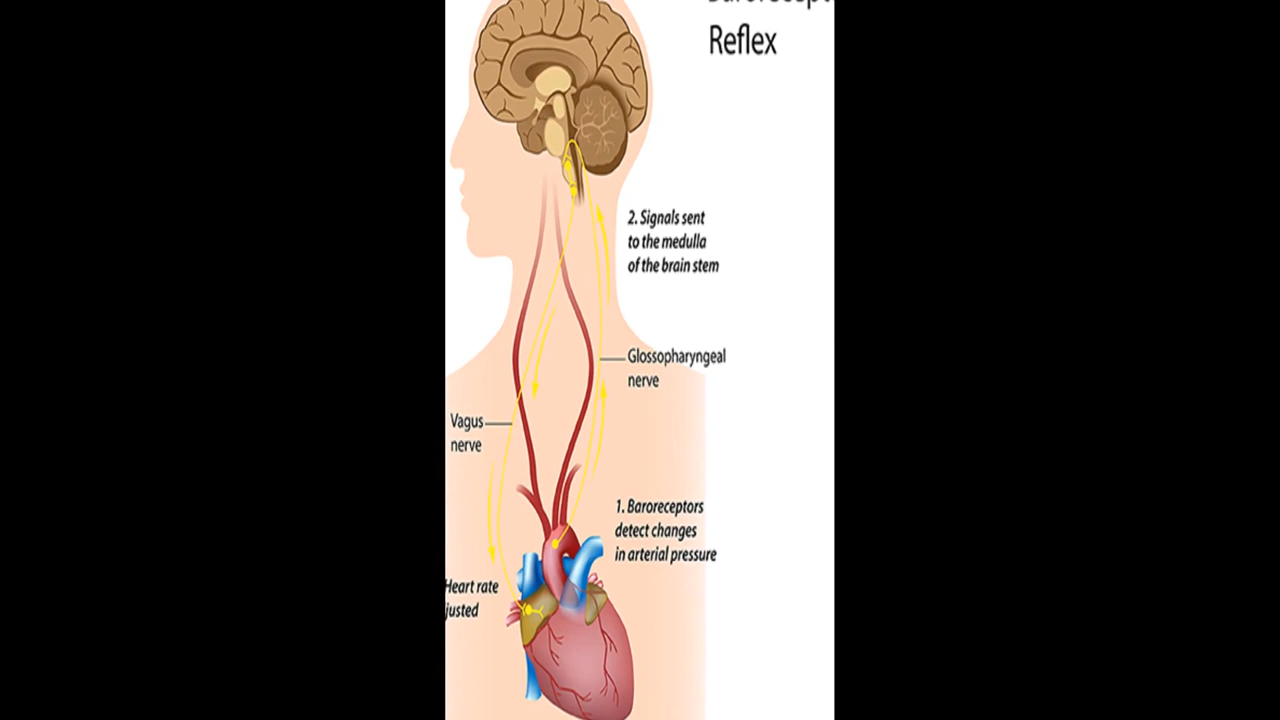 Reflex
2. Signals sent
to the medulla
of the brain stem
Glossopharyngeal
nerve
Vagus
nerve
1. Baroreceptors
detect changes
in arterial pressure
Heart rate
justed